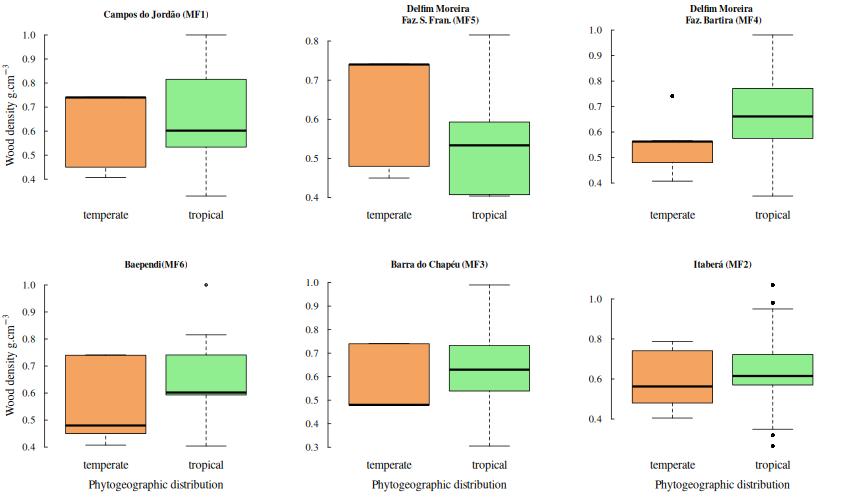 Campos do Jordão (MF1)
Wood density g.cm⁻³
1.0
0.9
0.8
0.7
0.6
0.5
0.4
temperate
tropical
Delfim Moreira
Faz. S. Fran. (MF5)
0.8
0.7
0.6
0.5
0.4
temperate
tropical
Delfim Moreira
Faz. Bartira (MF4)
1.0
0.9
0.8
0.7
0.6
0.5
0.4
temperate
tropical
Baependi(MF6)
Wood density g.cm⁻³
1.0
0.9
0.8
0.7
0.6
0.5
0.4
temperate
tropical
Phytogeographic distribution
Barra do Chapéu (MF3)
1.0
0.9
0.8
0.7
0.6
0.5
0.4
0.3
temperate
tropical
Phytogeographic distribution
Itaberá (MF2)
1.0
0.8
0.6
0.4
temperate
tropical
Phytogeographic distribution